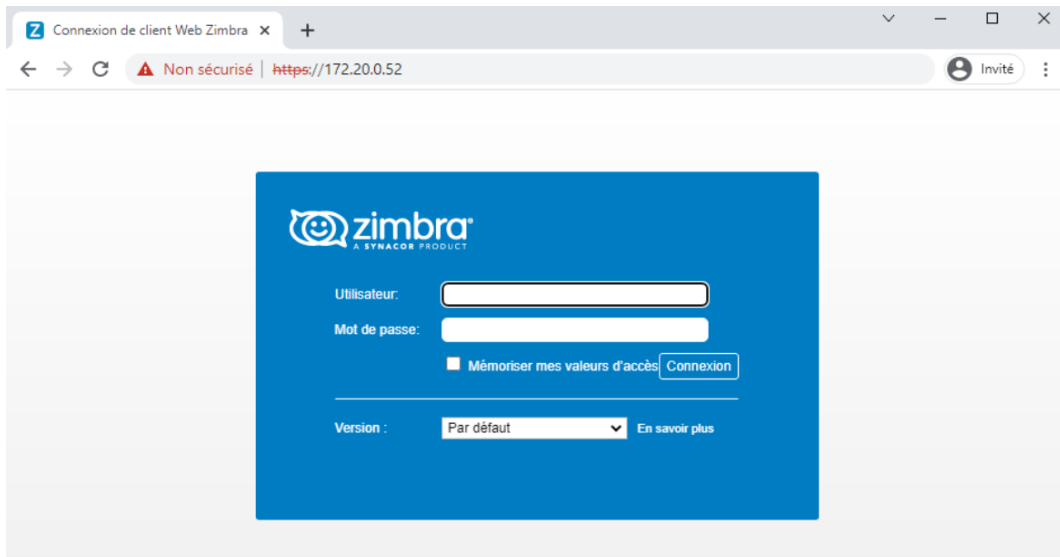 Connexion de client Web Zimbra
Non sécurisé | https://172.20.0.52
Invité
zimbra®
A SYNACOR PRODUCT
Utilisateur:
Mot de passe:
Mémoriser mes valeurs d'accès Connexion
Version : Par défaut En savoir plus